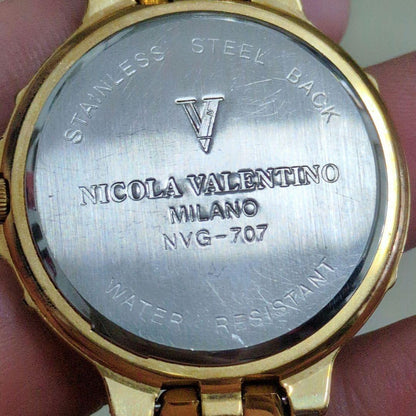 STAINLESS STEEL BACK
V
NICOLA VALENTINO
MILANO
NVG-707
WATER RESISTANT